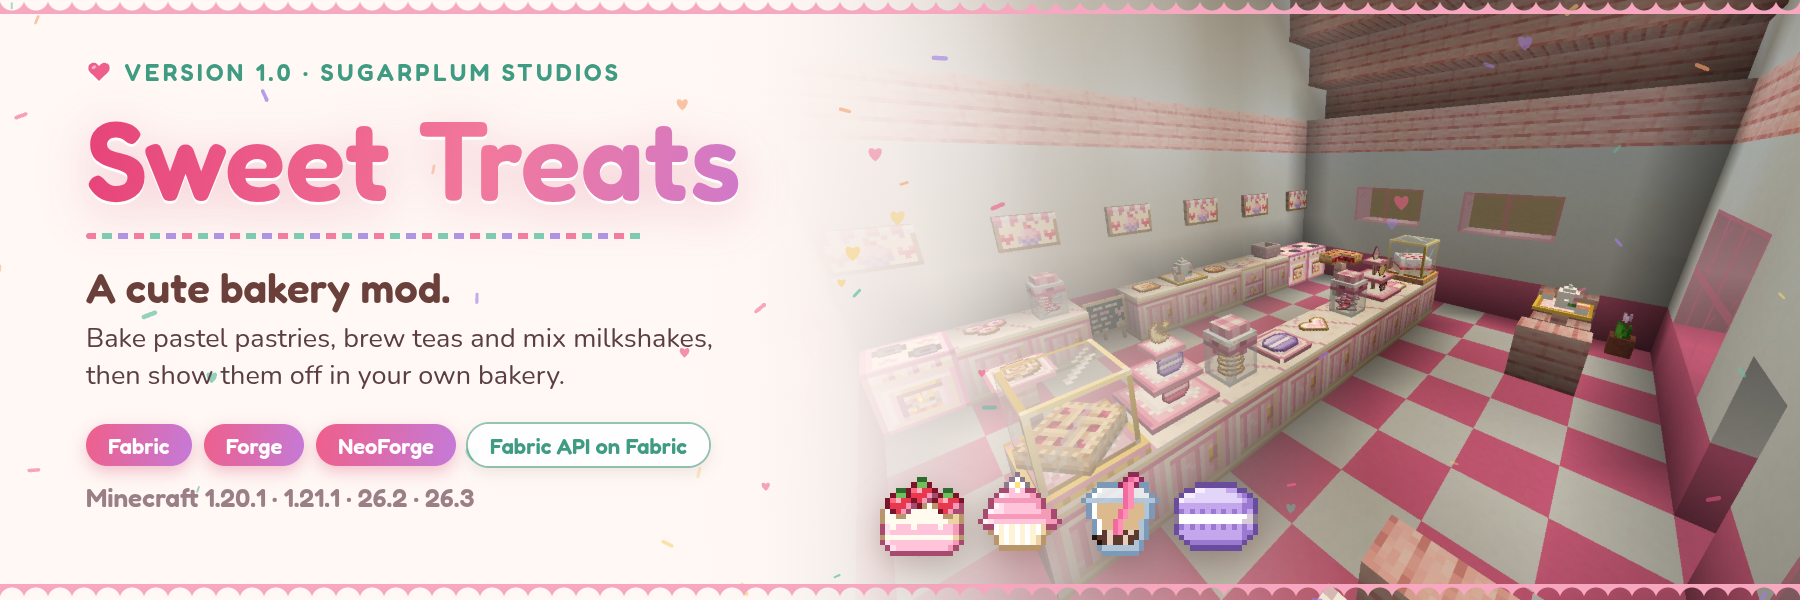 VERSION 1.0 · SUGARPLUM STUDIOS
Sweet Treats
A cute bakery mod.
Bake pastel pastries, brew teas and mix milkshakes,
then show them off in your own bakery.
Fabric Forge NeoForge Fabric API on Fabric
Minecraft 1.20.1 · 1.21.1 · 26.2 · 26.3